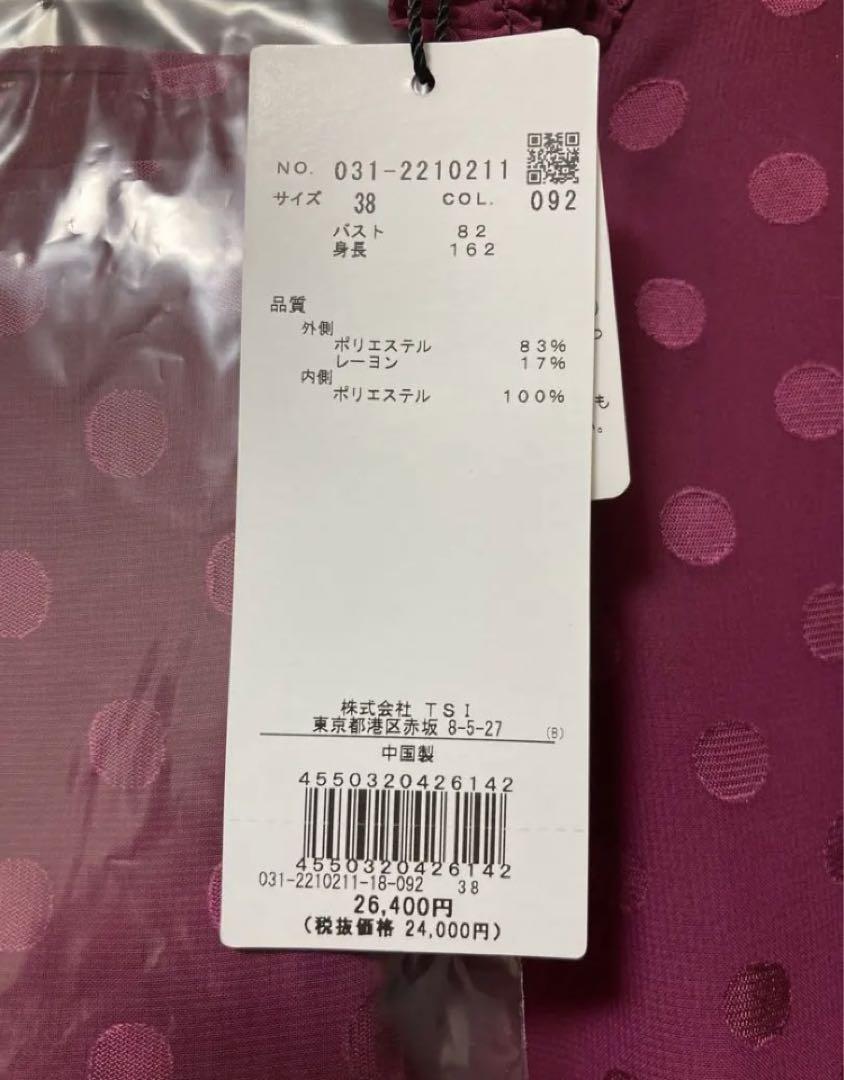 NO. 031-2210211
サイズ 38 COL. 092
バスト 82
身長 162
品質
外側
ポリエステル 83%
レーヨン 17%
内側
ポリエステル 100%
も
。
株式会社 TSI
東京都港区赤坂 8-5-27 (B)
中国製
4550320426142
4550320426142
031-2210211-18-092 38
26,400円
(税抜価格 24,000円)